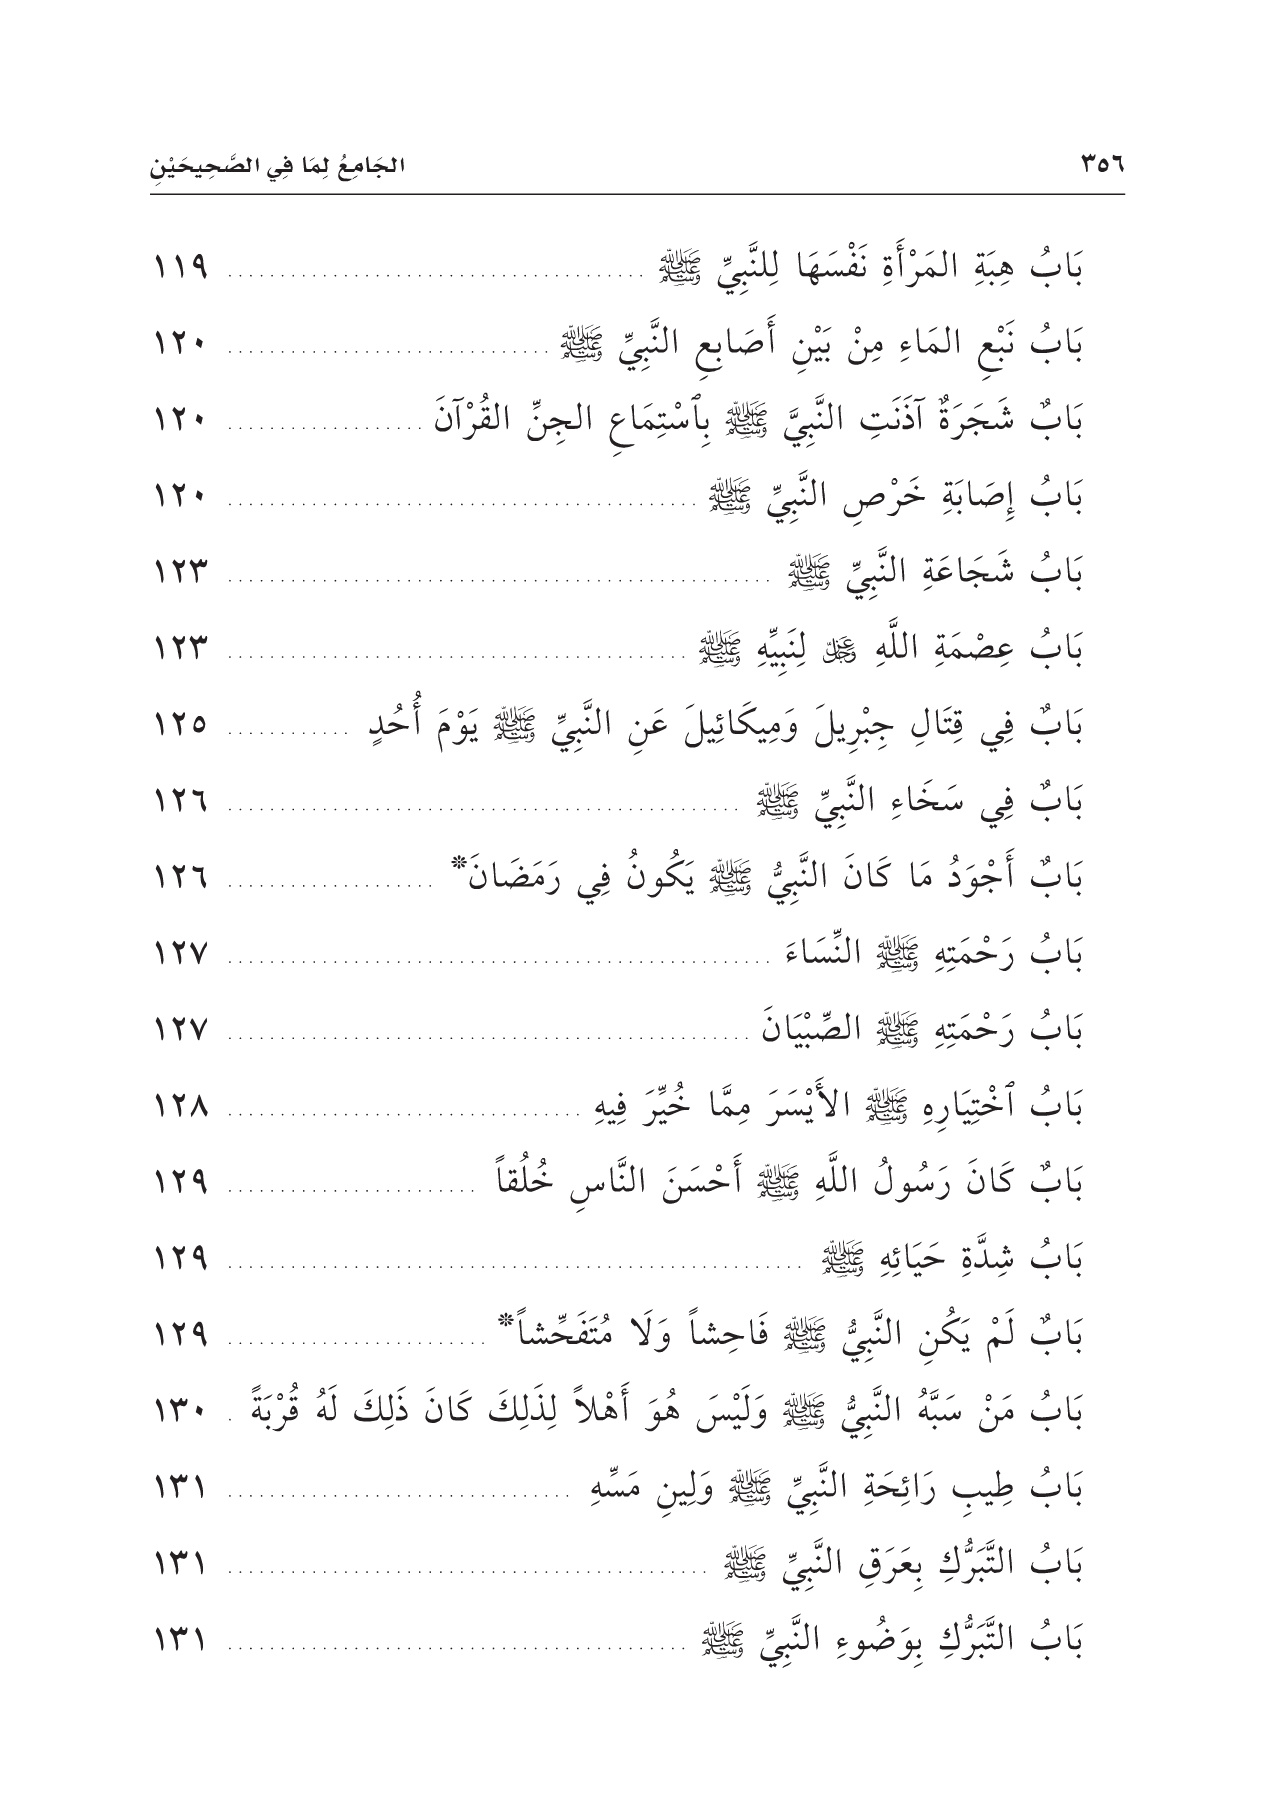 ٣٥٦ الجَامِعُ لِمَا فِي الصَّحِيحَيْنِ
بَابُ هِبَةِ المَرْأَةِ نَفْسَهَا لِلنَّبِيِّ ﷺ ........................................ ١١٩
بَابُ نَبْعِ المَاءِ مِنْ بَيْنِ أَصَابِعِ النَّبِيِّ ﷺ ............................... ١٢٠
بَابٌ شَجَرَةٌ آذَنَتِ النَّبِيَّ ﷺ بِٱسْتِمَاعِ الجِنِّ القُرْآنَ ................... ١٢٠
بَابُ إِصَابَةِ خَرْصِ النَّبِيِّ ﷺ ............................................. ١٢٠
بَابُ شَجَاعَةِ النَّبِيِّ ﷺ .................................................... ١٢٣
بَابُ عِصْمَةِ اللَّهِ ﷿ لِنَبِيِّهِ ﷺ ............................................ ١٢٣
بَابٌ فِي قِتَالِ جِبْرِيلَ وَمِيكَائِيلَ عَنِ النَّبِيِّ ﷺ يَوْمَ أُحُدٍ ............ ١٢٥
بَابٌ فِي سَخَاءِ النَّبِيِّ ﷺ ................................................. ١٢٦
بَابٌ أَجْوَدُ مَا كَانَ النَّبِيُّ ﷺ يَكُونُ فِي رَمَضَانَ* .................... ١٢٦
بَابُ رَحْمَتِهِ ﷺ النِّسَاءَ .................................................... ١٢٧
بَابُ رَحْمَتِهِ ﷺ الصِّبْيَانَ .................................................. ١٢٧
بَابُ ٱخْتِيَارِهِ ﷺ الأَيْسَرَ مِمَّا خُيِّرَ فِيهِ .................................. ١٢٨
بَابٌ كَانَ رَسُولُ اللَّهِ ﷺ أَحْسَنَ النَّاسِ خُلُقاً ........................ ١٢٩
بَابُ شِدَّةِ حَيَائِهِ ﷺ ....................................................... ١٢٩
بَابٌ لَمْ يَكُنِ النَّبِيُّ ﷺ فَاحِشاً وَلَا مُتَفَحِّشاً* ......................... ١٢٩
بَابُ مَنْ سَبَّهُ النَّبِيُّ ﷺ وَلَيْسَ هُوَ أَهْلاً لِذَلِكَ كَانَ ذَلِكَ لَهُ قُرْبَةً . ١٣٠
بَابُ طِيبِ رَائِحَةِ النَّبِيِّ ﷺ وَلِينِ مَسِّهِ ................................. ١٣١
بَابُ التَّبَرُّكِ بِعَرَقِ النَّبِيِّ ﷺ .............................................. ١٣١
بَابُ التَّبَرُّكِ بِوَضُوءِ النَّبِيِّ ﷺ ............................................ ١٣١